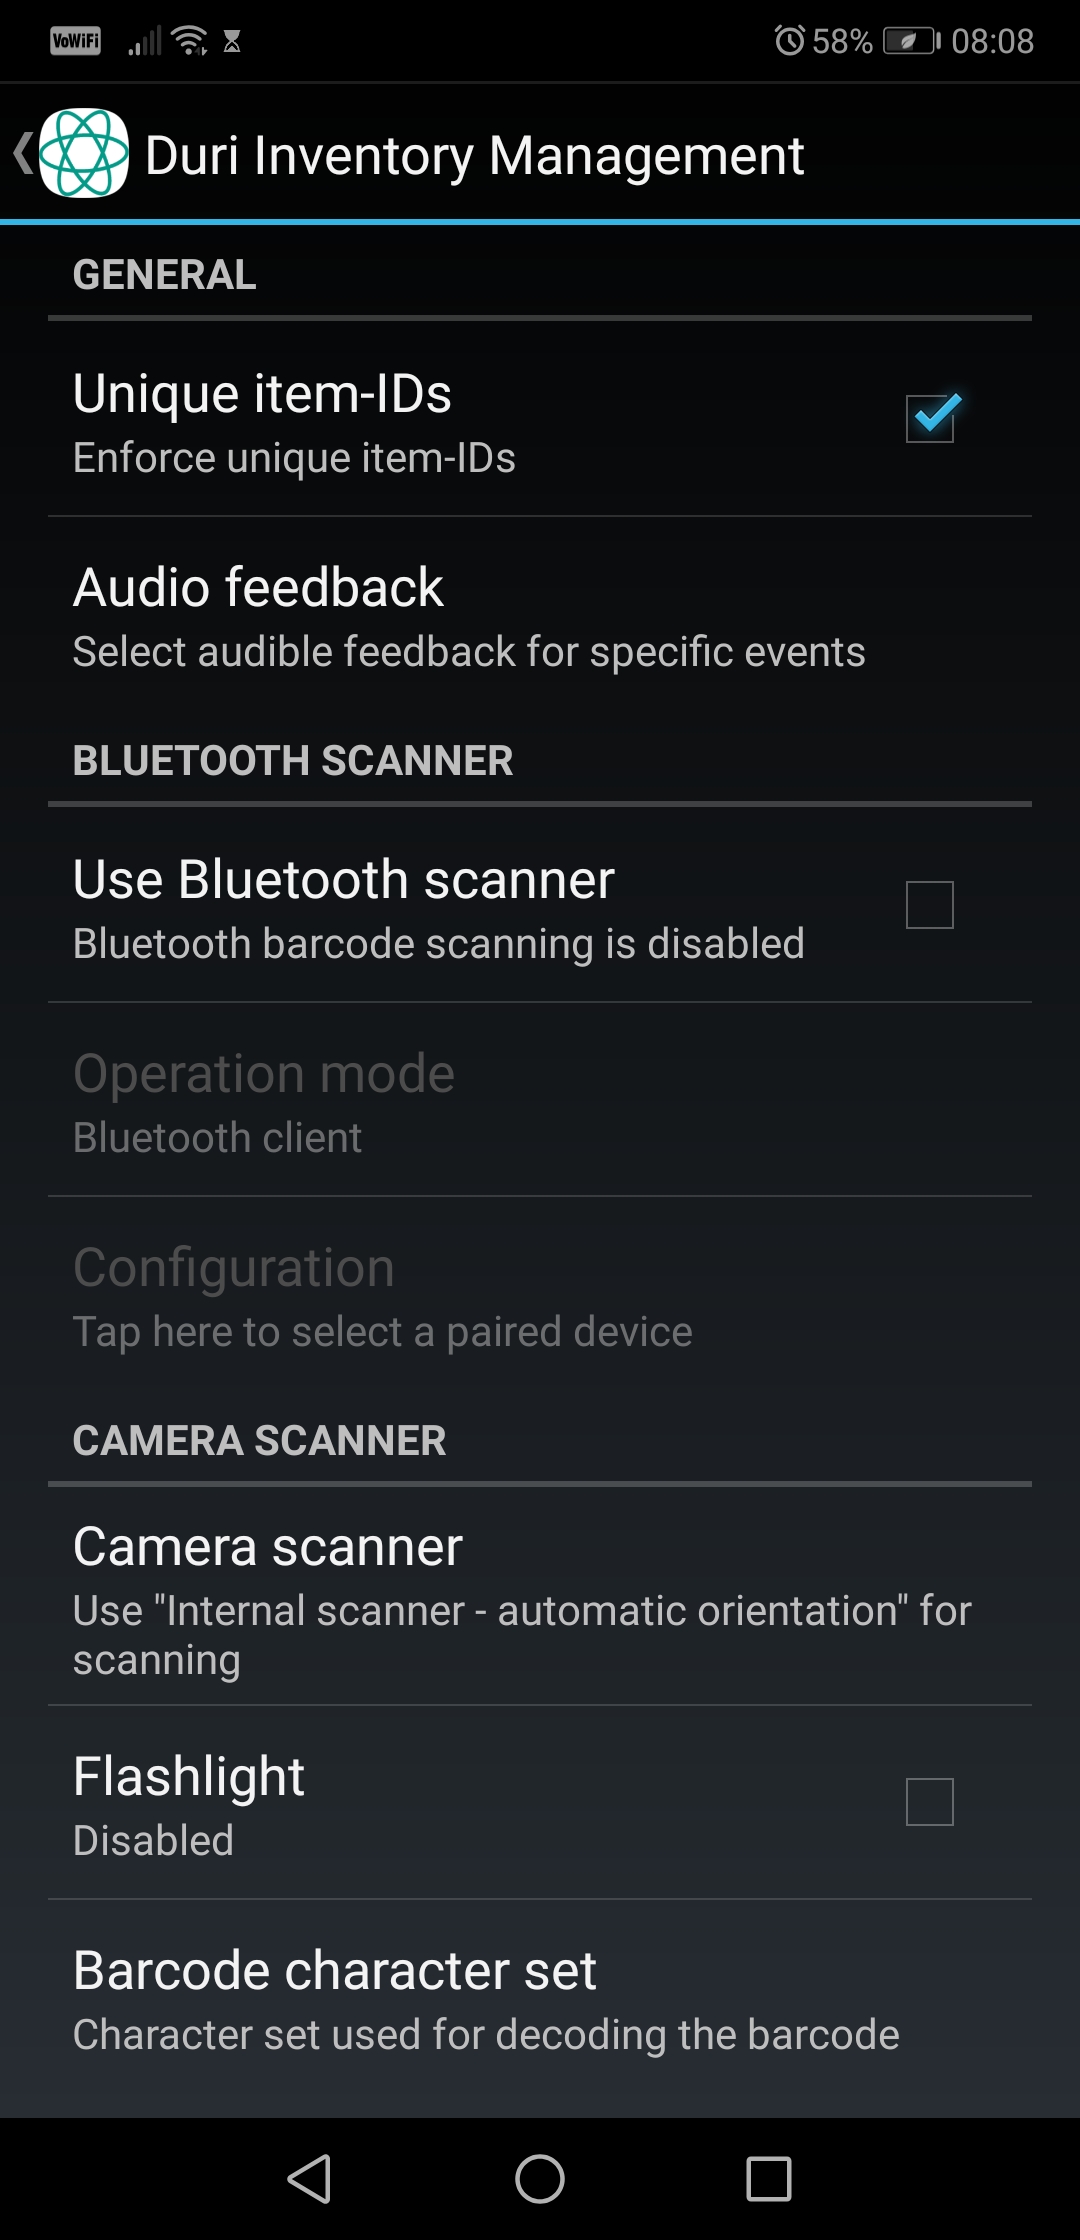 VoWiFi 58% 08:08
Duri Inventory Management
GENERAL
Unique item-IDs
Enforce unique item-IDs
Audio feedback
Select audible feedback for specific events
BLUETOOTH SCANNER
Use Bluetooth scanner
Bluetooth barcode scanning is disabled
Operation mode
Bluetooth client
Configuration
Tap here to select a paired device
CAMERA SCANNER
Camera scanner
Use "Internal scanner - automatic orientation" for
scanning
Flashlight
Disabled
Barcode character set
Character set used for decoding the barcode